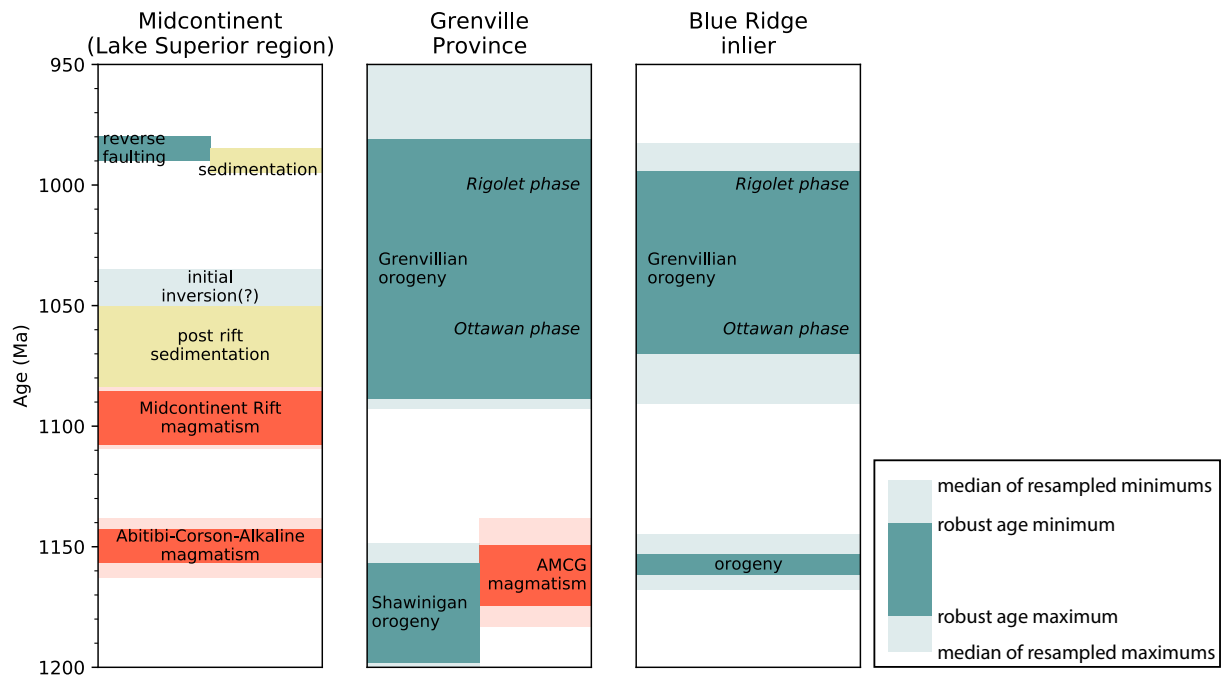 Midcontinent
(Lake Superior region)
Grenville
Province
Blue Ridge
inlier
Age (Ma)
950
1000
1050
1100
1150
1200
reverse
faulting
sedimentation
initial
inversion(?)
post rift
sedimentation
Midcontinent Rift
magmatism
Abitibi-Corson-Alkaline
magmatism
Rigolet phase
Grenvillian
orogeny
Ottawan phase
AMCG
magmatism
Shawinigan
orogeny
Rigolet phase
Grenvillian
orogeny
Ottawan phase
orogeny
median of resampled minimums
robust age minimum
robust age maximum
median of resampled maximums